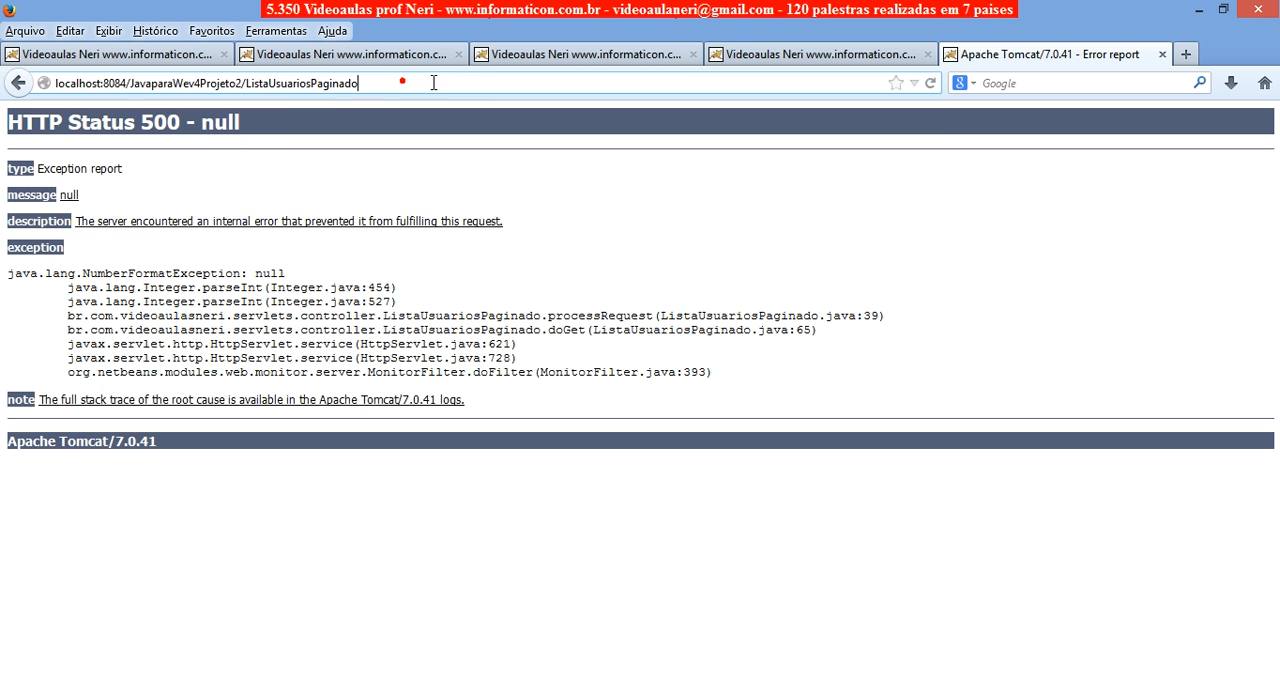 5.350 Videoaulas prof Neri - www.informaticon.com.br - videoaulaneri@gmail.com - 120 palestras realizadas em 7 paises
Arquivo Editar Exibir Histórico Favoritos Ferramentas Ajuda
Videoaulas Neri www.informaticon.c... × Videoaulas Neri www.informaticon.c... × Videoaulas Neri www.informaticon.c... × Videoaulas Neri www.informaticon.c... × Apache Tomcat/7.0.41 - Error report × +
localhost:8084/JavaparaWev4Projeto2/ListaUsuariosPaginado Google
HTTP Status 500 - null
type Exception report
message null
description The server encountered an internal error that prevented it from fulfilling this request.
exception
java.lang.NumberFormatException: null
java.lang.Integer.parseInt(Integer.java:454)
java.lang.Integer.parseInt(Integer.java:527)
br.com.videoaulasneri.servlets.controller.ListaUsuariosPaginado.processRequest(ListaUsuariosPaginado.java:39)
br.com.videoaulasneri.servlets.controller.ListaUsuariosPaginado.doGet(ListaUsuariosPaginado.java:65)
javax.servlet.http.HttpServlet.service(HttpServlet.java:621)
javax.servlet.http.HttpServlet.service(HttpServlet.java:728)
org.netbeans.modules.web.monitor.server.MonitorFilter.doFilter(MonitorFilter.java:393)
note The full stack trace of the root cause is available in the Apache Tomcat/7.0.41 logs.
Apache Tomcat/7.0.41